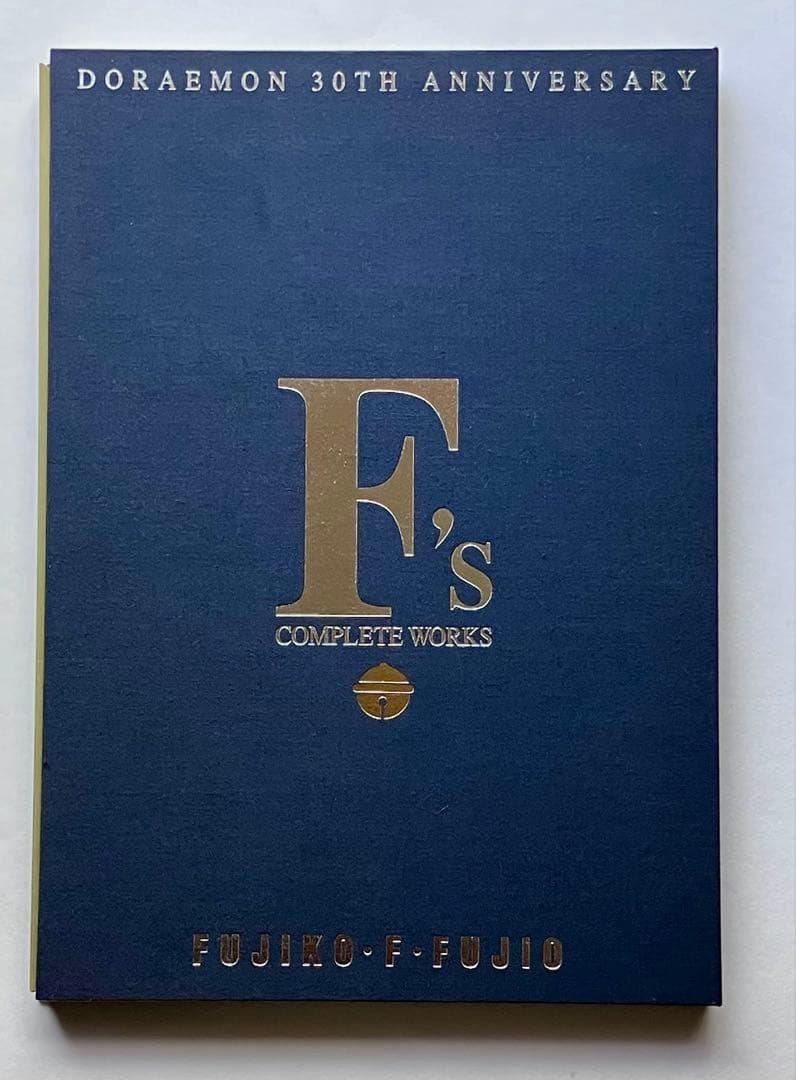 DORAEMON 30TH ANNIVERSARY
F's
COMPLETE WORKS
FUJIKO・F・FUJIO